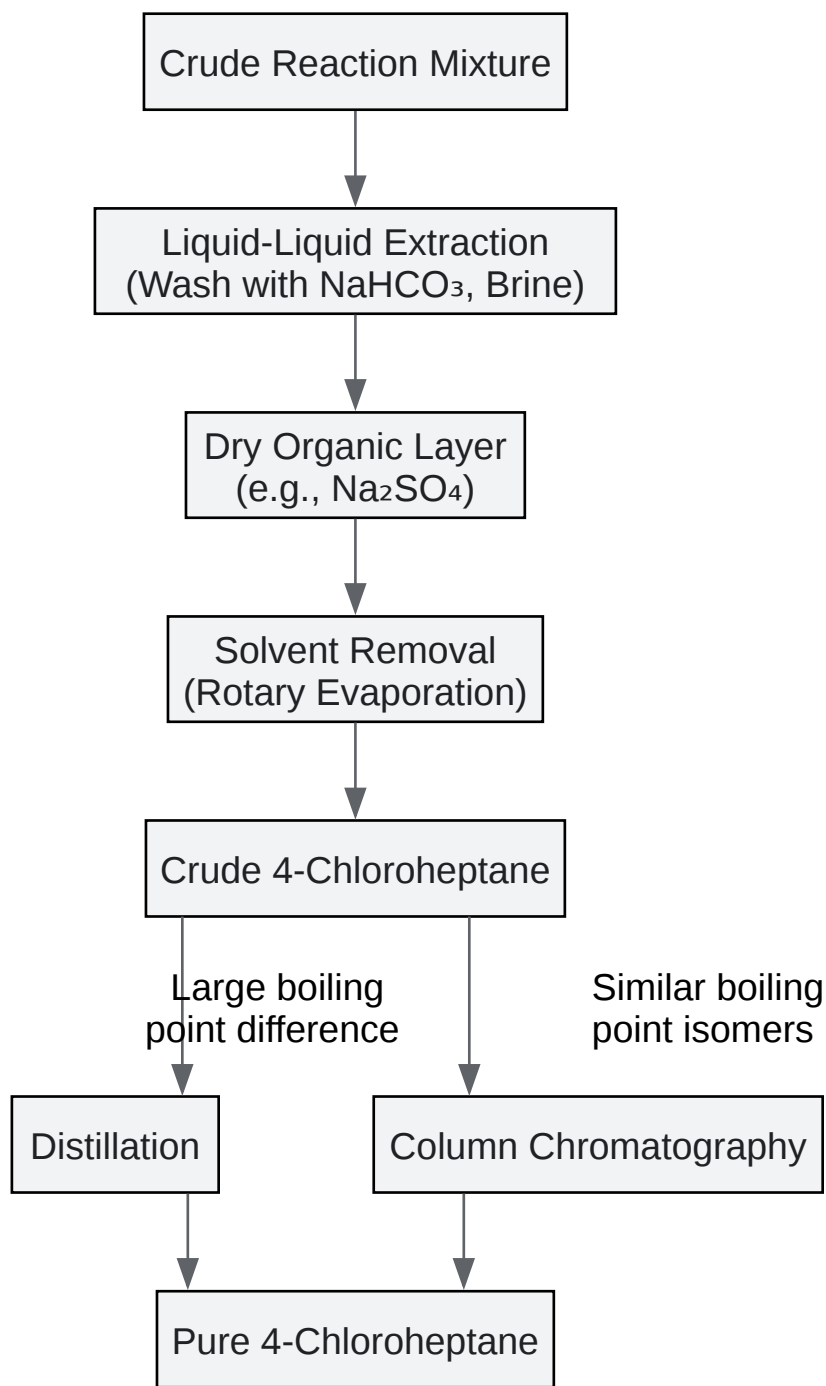 Crude Reaction Mixture
Liquid-Liquid Extraction
(Wash with NaHCO₃, Brine)
Dry Organic Layer
(e.g., Na₂SO₄)
Solvent Removal
(Rotary Evaporation)
Crude 4-Chloroheptane
Large boiling
point difference
Similar boiling
point isomers
Distillation
Column Chromatography
Pure 4-Chloroheptane